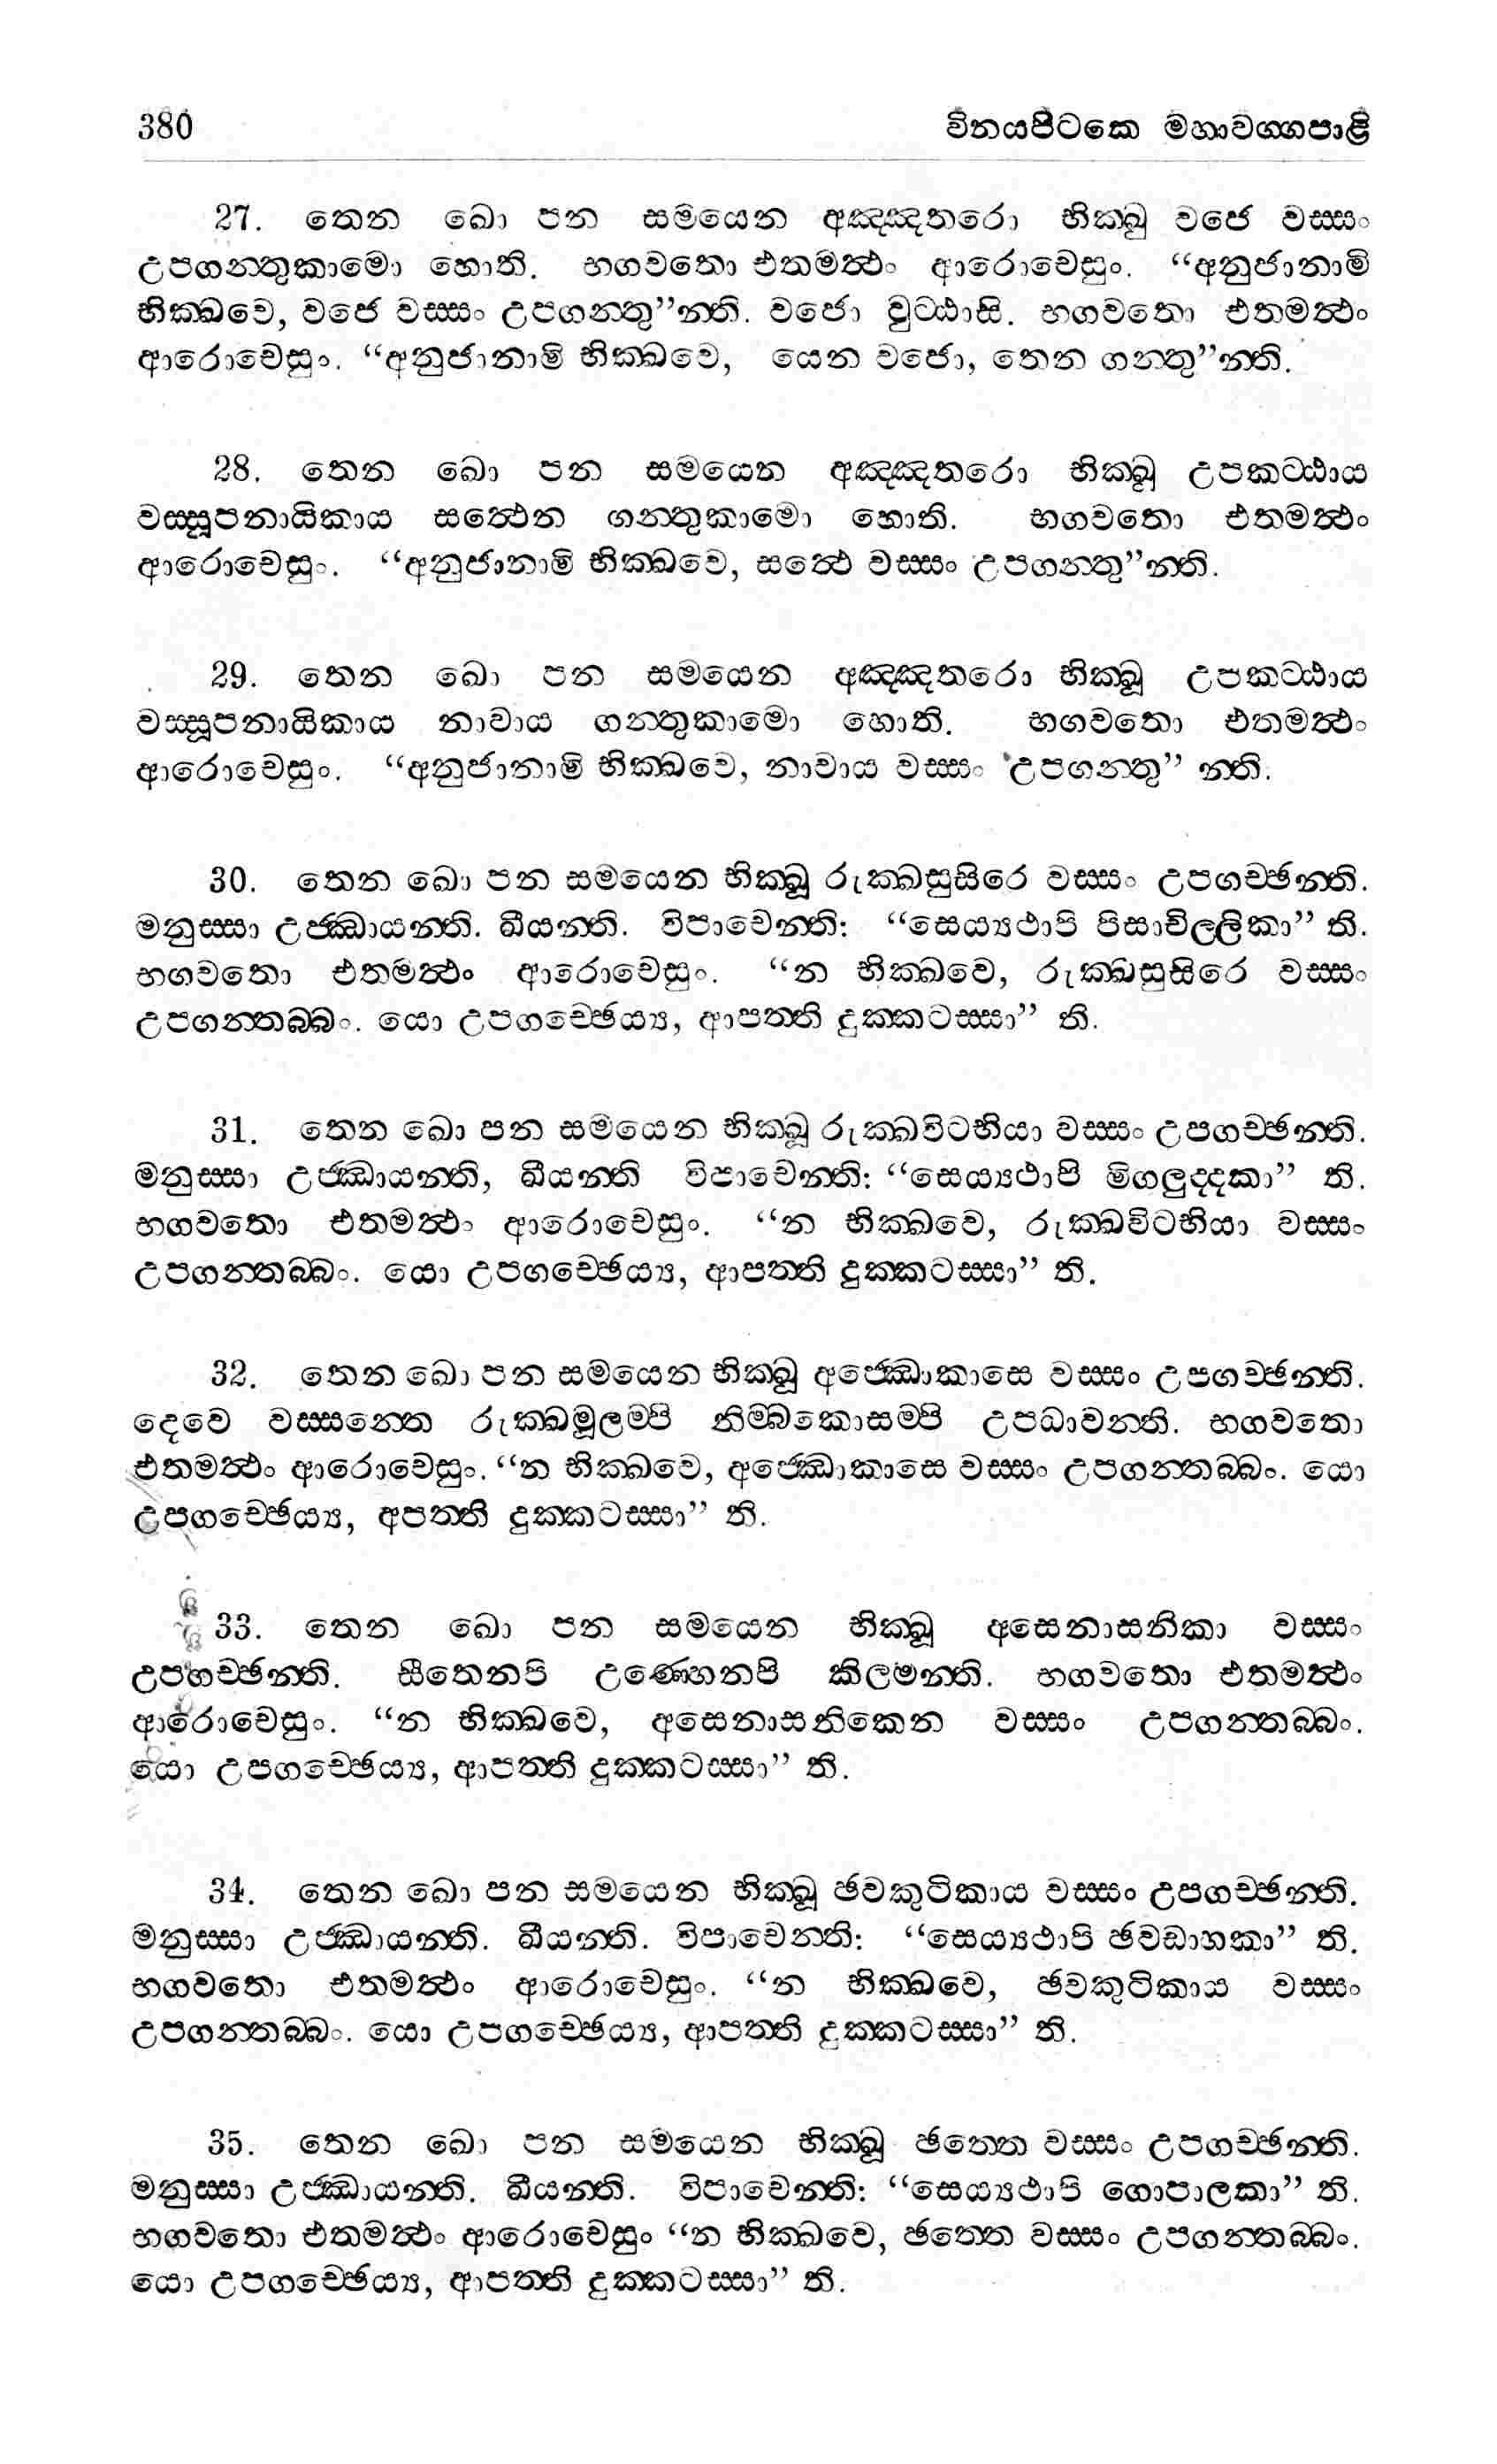 380 විනයපිටකෙ මහාවග්ගපාළි
27. තෙන ඛො පන සමයෙන අඤ්ඤතරො භික්ඛු වජෙ වස්සං
උපගන්තුකාමො හොති. භගවතො එතමත්ථං ආරොචෙසුං. “අනුජානාමි
භික්ඛවෙ, වජෙ වස්සං උපගන්තු”න්ති. වජො වුට්ඨාසි. භගවතො එතමත්ථං
ආරොචෙසුං. “අනුජානාමි භික්ඛවෙ, යෙන වජො, තෙන ගන්තු”න්ති.
28. තෙන ඛො පන සමයෙන අඤ්ඤතරො භික්ඛූ උපකට්ඨාය
වස්සූපනායිකාය සත්ථෙන ගන්තුකාමො හොති. භගවතො එතමත්ථං
ආරොචෙසුං. “අනුජානාමි භික්ඛවෙ, සත්ථෙ වස්සං උපගන්තු”න්ති.
29. තෙන ඛො පන සමයෙන අඤ්ඤතරො භික්ඛූ උපකට්ඨාය
වස්සූපනායිකාය නාවාය ගන්තුකාමො හොති. භගවතො එතමත්ථං
ආරොචෙසුං. “අනුජානාමි භික්ඛවෙ, නාවාය වස්සං උපගන්තු” න්ති.
30. තෙන ඛො පන සමයෙන භික්ඛූ රුක්ඛසුසිරෙ වස්සං උපගච්ඡන්ති.
මනුස්සා උජ්ඣායන්ති. ඛීයන්ති. විපාචෙන්ති: “සෙය්‍යථාපි පිසාචිල්ලිකා” ති.
භගවතො එතමත්ථං ආරොචෙසුං. “න භික්ඛවෙ, රුක්ඛසුසිරෙ වස්සං
උපගන්තබ්බං. යො උපගච්ඡෙය්‍ය, ආපත්ති දුක්කටස්සා” ති.
31. තෙන ඛො පන සමයෙන භික්ඛූ රුක්ඛවිටභියා වස්සං උපගච්ඡන්ති.
මනුස්සා උජ්ඣායන්ති, ඛීයන්ති විපාචෙන්ති: “සෙය්‍යථාපි මිගලුද්දකා” ති.
භගවතො එතමත්ථං ආරොචෙසුං. “න භික්ඛවෙ, රුක්ඛවිටභියා වස්සං
උපගන්තබ්බං. යො උපගච්ඡෙය්‍ය, ආපත්ති දුක්කටස්සා” ති.
32. තෙන ඛො පන සමයෙන භික්ඛූ අජ්ඣොකාසෙ වස්සං උපගච්ඡන්ති.
දෙවෙ වස්සන්තෙ රුක්ඛමූලම්පි නිම්බකොසම්පි උපධාවන්ති. භගවතො
එතමත්ථං ආරොචෙසුං. “න භික්ඛවෙ, අජ්ඣොකාසෙ වස්සං උපගන්තබ්බං. යො
උපගච්ඡෙය්‍ය, අපත්ති දුක්කටස්සා” ති.
33. තෙන ඛො පන සමයෙන භික්ඛූ අසෙනාසනිකා වස්සං
උපගච්ඡන්ති. සීතෙනපි උණ්හෙනපි කිලමන්ති. භගවතො එතමත්ථං
ආරොචෙසුං. “න භික්ඛවෙ, අසෙනාසනිකෙන වස්සං උපගන්තබ්බං.
යො උපගච්ඡෙය්‍ය, ආපත්ති දුක්කටස්සා” ති.
34. තෙන ඛො පන සමයෙන භික්ඛූ ඡවකුටිකාය වස්සං උපගච්ඡන්ති.
මනුස්සා උජ්ඣායන්ති. ඛීයන්ති. විපාචෙන්ති: “සෙය්‍යථාපි ඡවඩාහකා” ති.
භගවතො එතමත්ථං ආරොචෙසුං. “න භික්ඛවෙ, ඡවකුටිකාය වස්සං
උපගන්තබ්බං. යො උපගච්ඡෙය්‍ය, ආපත්ති දුක්කටස්සා” ති.
35. තෙන ඛො පන සමයෙන භික්ඛූ ඡත්තෙ වස්සං උපගච්ඡන්ති.
මනුස්සා උජ්ඣායන්ති. ඛීයන්ති. විපාචෙන්ති: “සෙය්‍යථාපි ගොපාලකා” ති.
භගවතො එතමත්ථං ආරොචෙසුං “න භික්ඛවෙ, ඡත්තෙ වස්සං උපගන්තබ්බං.
යො උපගච්ඡෙය්‍ය, ආපත්ති දුක්කටස්සා” ති.